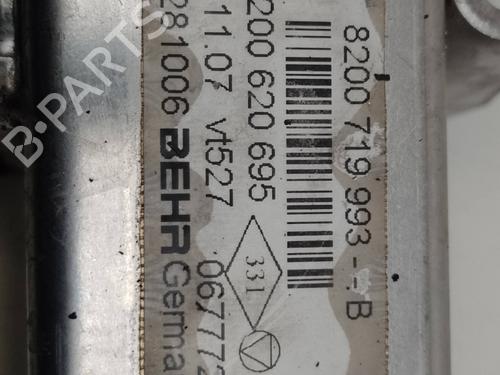 8200 719 993--B
200 620 695
11.07 vt527
067772
281006 BEHR Germa
331
B-PARTS